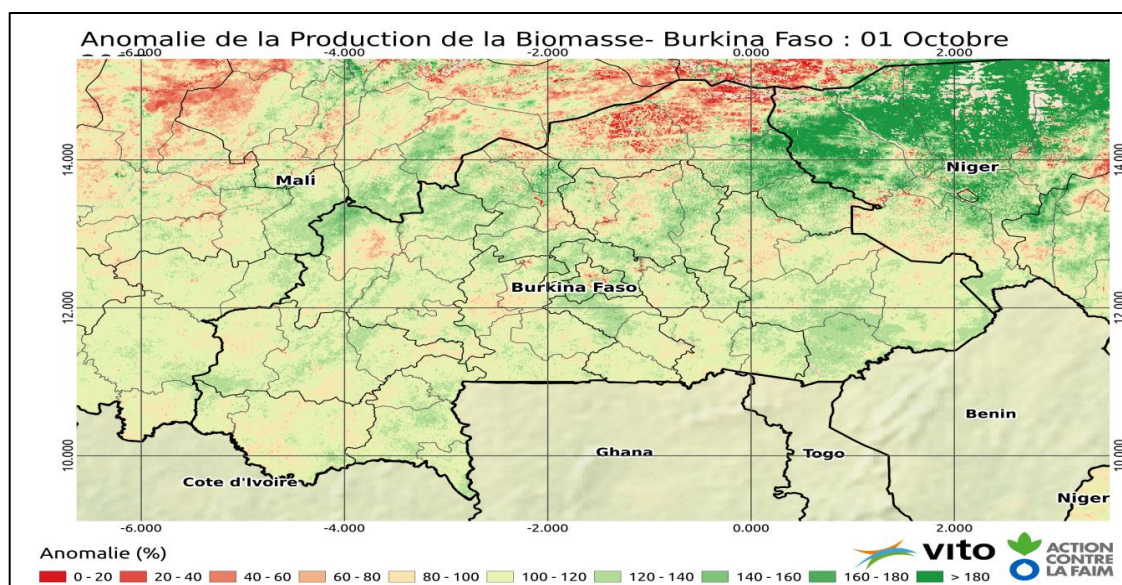 Anomalie de la Production de la Biomasse- Burkina Faso : 01 Octobre
-6.000 -4.000 -2.000 0.000 2.000
14.000 Mali Niger 14.000
12.000 Burkina Faso 12.000
Benin
10.000 Ghana Togo 10.000
Cote d'Ivoire Niger
-6.000 -4.000 -2.000 0.000 2.000
Anomalie (%) vito ACTION CONTRE LA FAIM
0 - 20 20 - 40 40 - 60 60 - 80 80 - 100 100 - 120 120 - 140 140 - 160 160 - 180 > 180